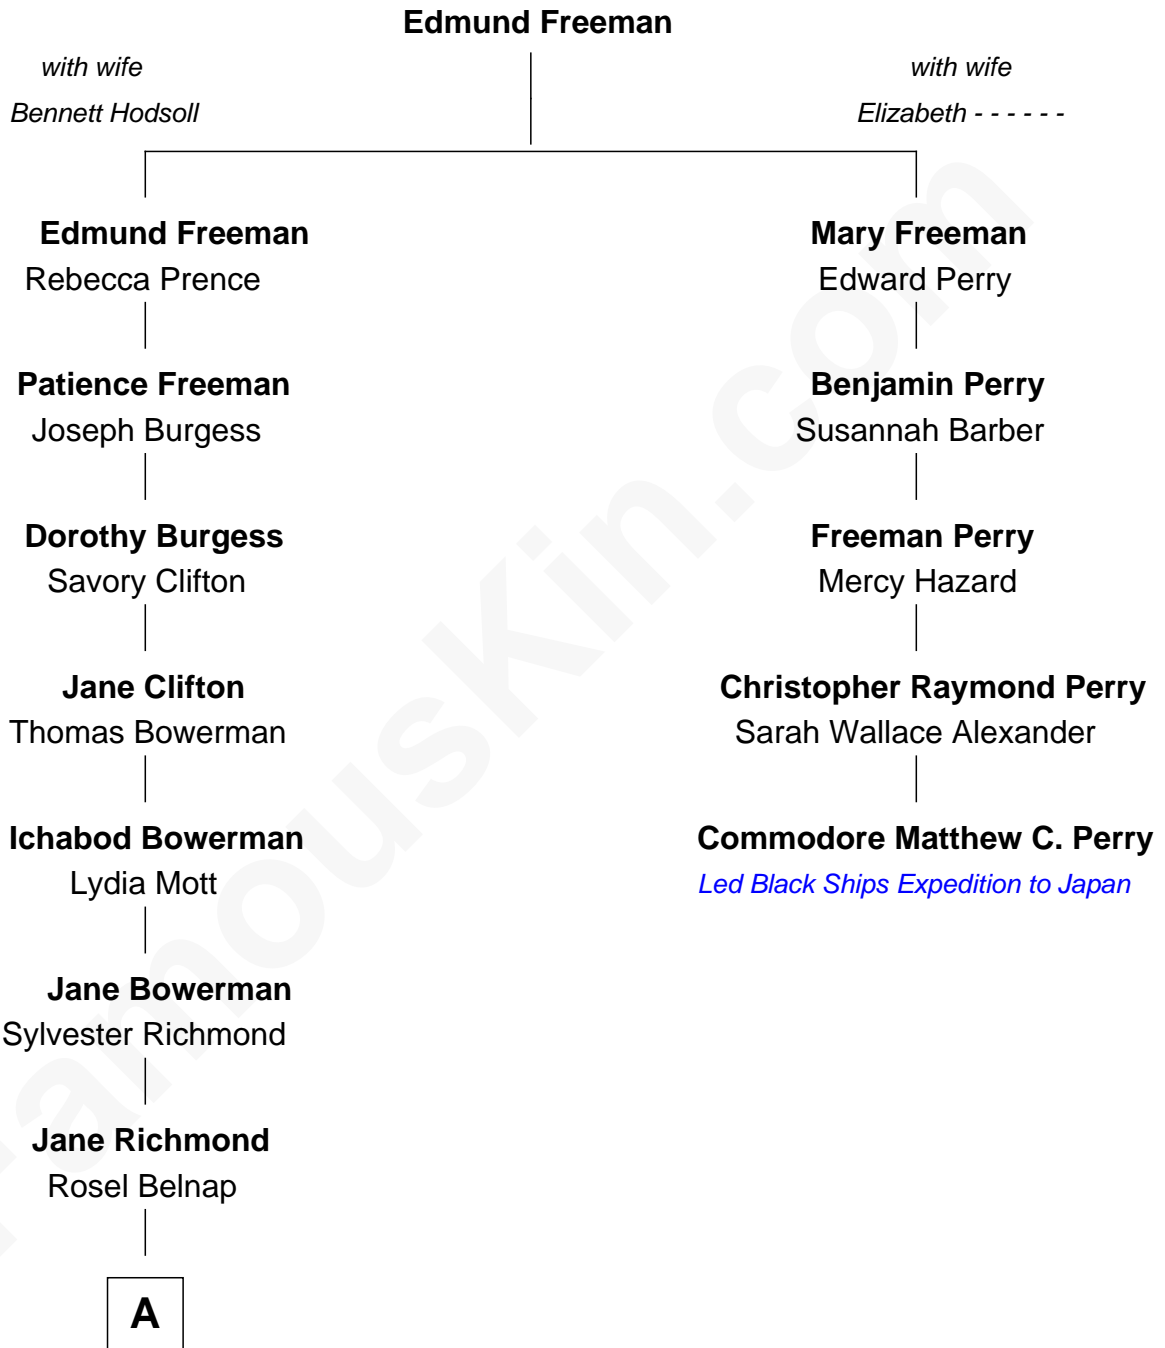 Edmund Freeman
with wife
Bennett Hodsoll
with wife
Elizabeth - - - - - -
Edmund Freeman
Rebecca Prence
Mary Freeman
Edward Perry
Patience Freeman
Joseph Burgess
Benjamin Perry
Susannah Barber
Dorothy Burgess
Savory Clifton
Freeman Perry
Mercy Hazard
Jane Clifton
Thomas Bowerman
Christopher Raymond Perry
Sarah Wallace Alexander
Ichabod Bowerman
Lydia Mott
Commodore Matthew C. Perry
Led Black Ships Expedition to Japan
Jane Bowerman
Sylvester Richmond
Jane Richmond
Rosel Belnap
A
FamousKin.com